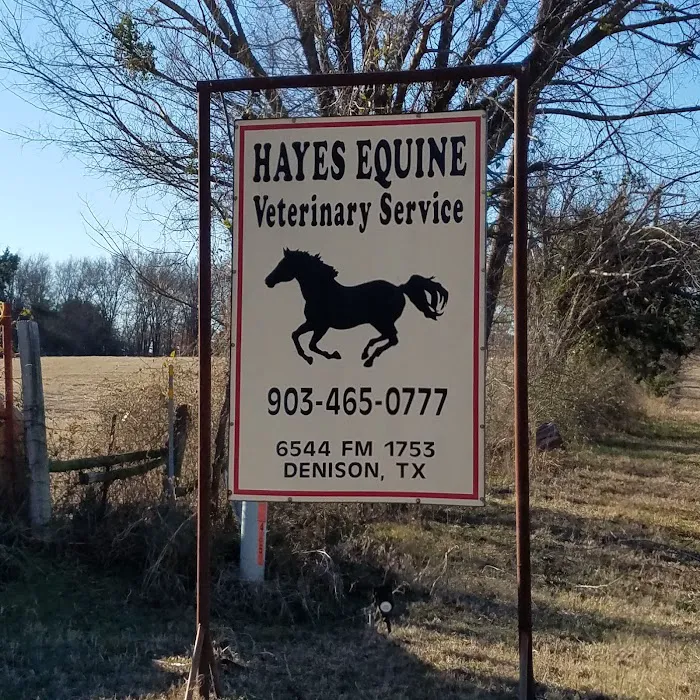 HAYES EQUINE
Veterinary Service
903-465-0777
6544 FM 1753
DENISON, TX